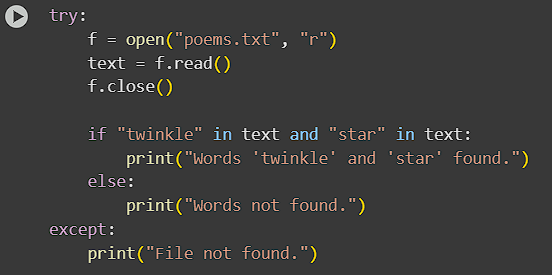 try:
    f = open("poems.txt", "r")
    text = f.read()
    f.close()

    if "twinkle" in text and "star" in text:
        print("Words 'twinkle' and 'star' found.")
    else:
        print("Words not found.")
except:
    print("File not found.")